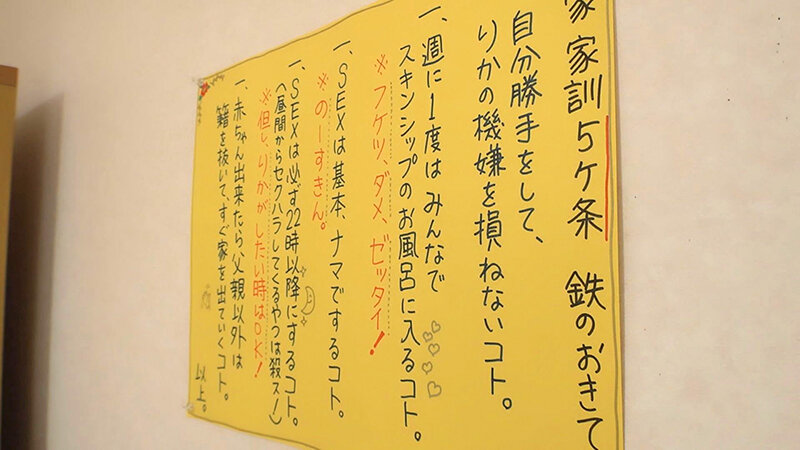 家家訓5ケ条 鉄のおきて
自分勝手をして、
りかの機嫌を損ねないコト。
一、週に1度はみんなで
スキンシップのお風呂に入るコト。
※フケツ、ダメ、ゼッタイ!
一、SEXは基本、ナマでするコト。
※のーすきん。
一、SEXは必ず22時以降にするコト。
(昼間からセクハラしてくるやつは殺ス!)
※但し、りかがしたい時はOK!
一、赤ちゃん出来たら父親以外は
籍を抜いて、すぐ家を出ていくコト。
以上。